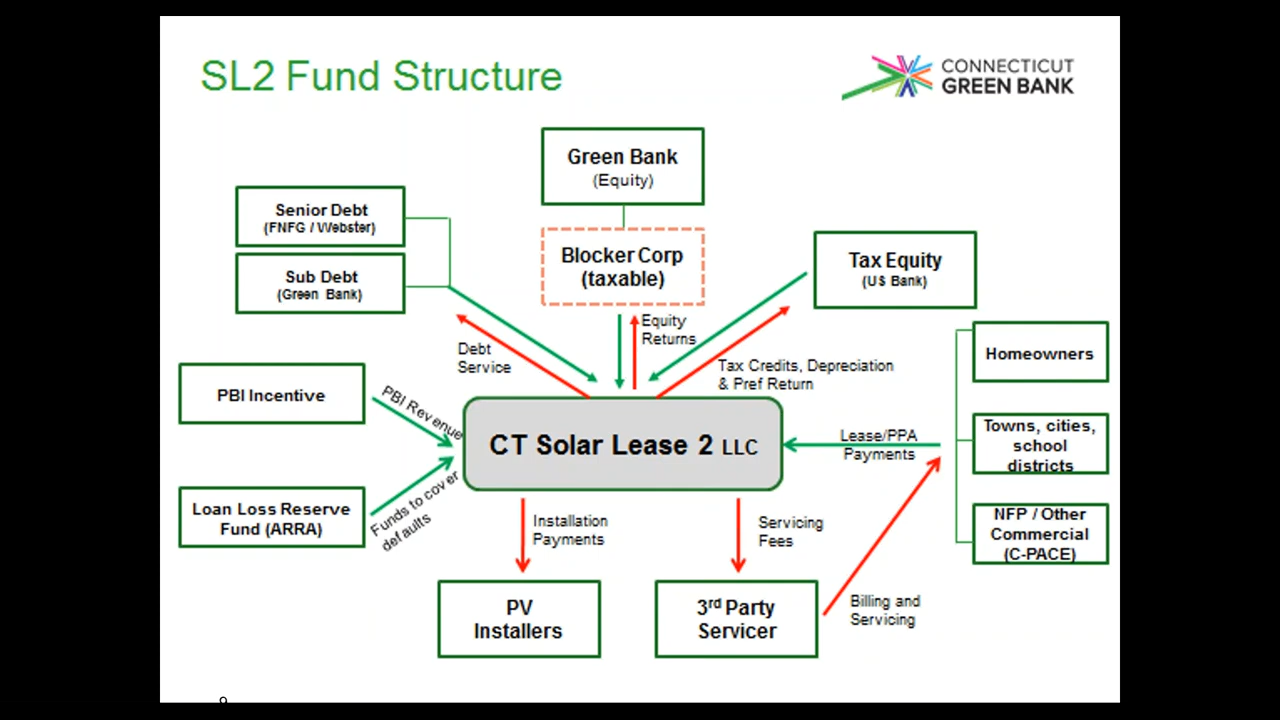 SL2 Fund Structure
CONNECTICUT
GREEN BANK
Green Bank
(Equity)
Senior Debt
(FNFG / Webster)
Sub Debt
(Green Bank)
Blocker Corp
(taxable)
Tax Equity
(US Bank)
Equity
Returns
Debt
Service
Tax Credits, Depreciation
& Pref Return
Homeowners
PBI Incentive
PBI Revenue
CT Solar Lease 2 LLC
Lease/PPA
Payments
Towns, cities,
school
districts
Loan Loss Reserve
Fund (ARRA)
Funds to cover
defaults
Installation
Payments
Servicing
Fees
NFP / Other
Commercial
(C-PACE)
PV
Installers
3rd Party
Servicer
Billing and
Servicing
9